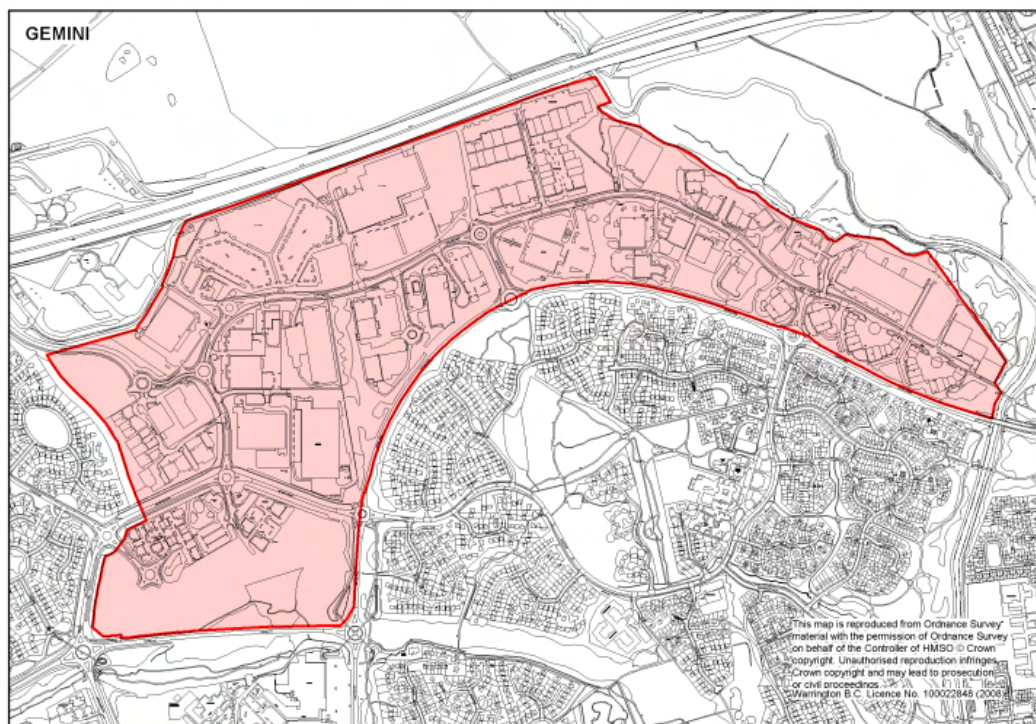 GEMINI
This map is reproduced from Ordnance Survey
material with the permission of Ordnance Survey
on behalf of the Controller of HMSO © Crown
copyright. Unauthorised reproduction infringes
Crown copyright and may lead to prosecution
or civil proceedings.
Warrington B.C. Licence No. 100022848 (2008)